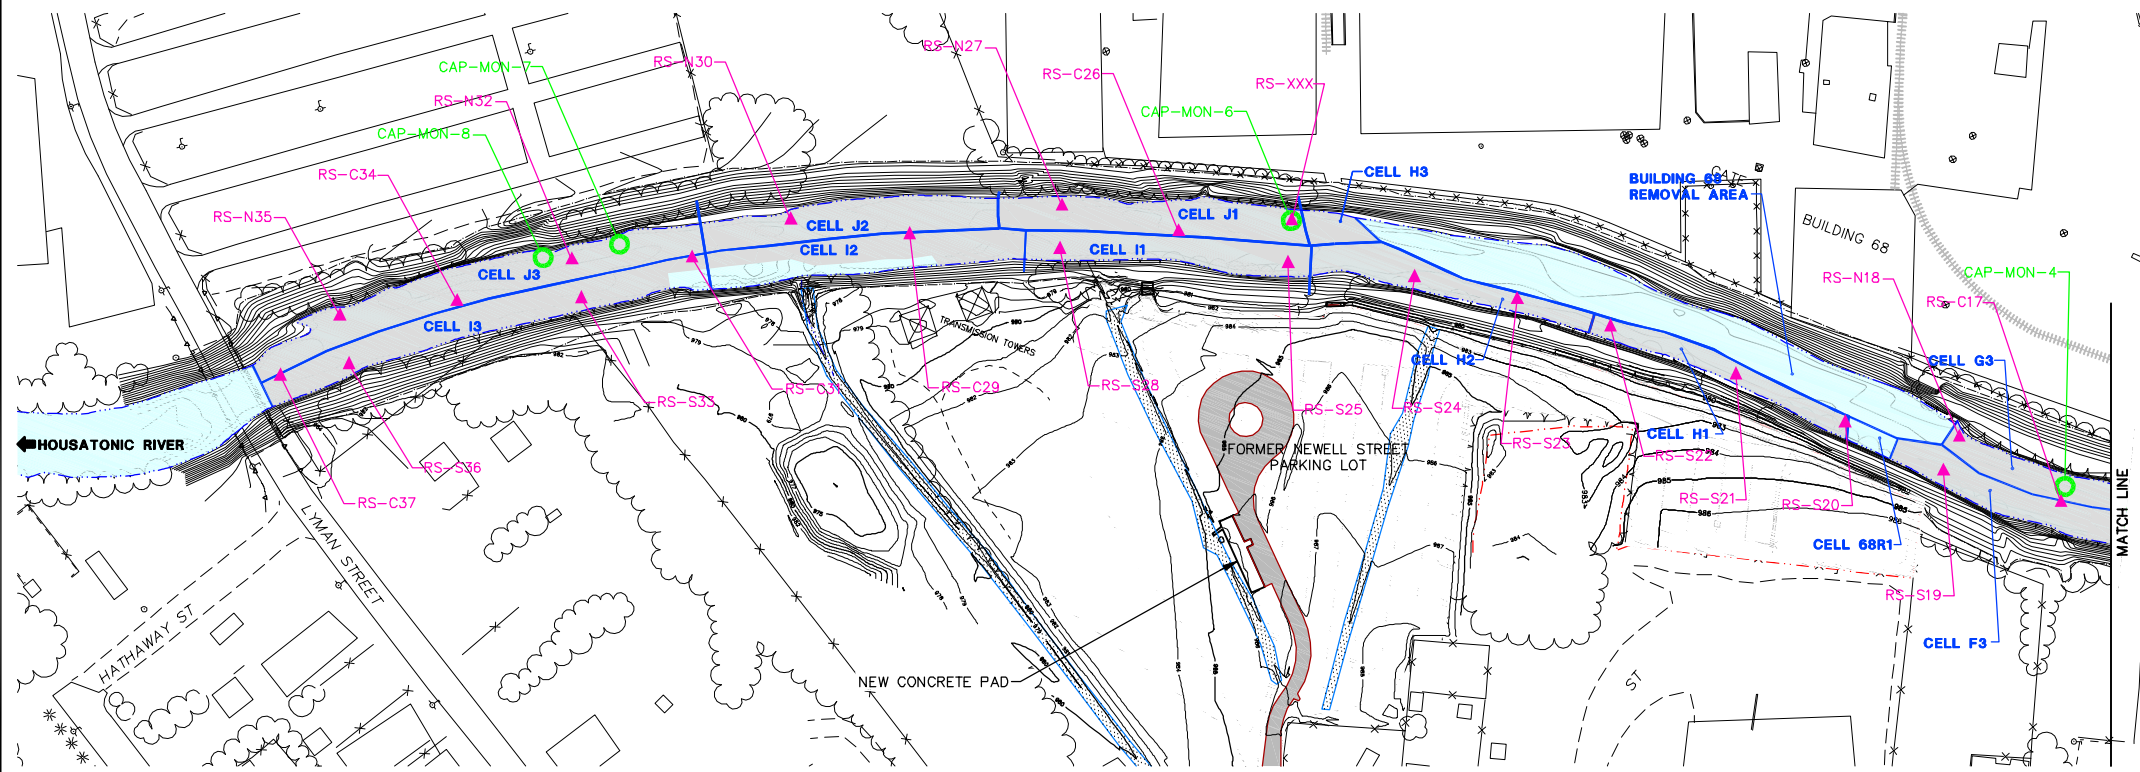 RS-N27
RS-N30
CAP-MON-7
RS-C26
RS-XXX
RS-N32
CAP-MON-6
CAP-MON-8
RS-C34
CELL H3
GATE
BUILDING 68
REMOVAL AREA
RS-N35
CELL J1
CELL J2
BUILDING 68
CELL I2
CELL I1
CELL J3
RS-N18
CAP-MON-4
RS-C17
CELL I3
TRANSMISSION TOWERS
CELL H2
CELL G3
RS-C31
RS-C29
RS-S28
RS-S33
RS-S25
RS-S24
HOUSATONIC RIVER
RS-S23
CELL H1
FORMER NEWELL STREET
PARKING LOT
RS-S22
RS-S36
RS-C37
RS-S21
RS-S20
MATCH LINE
CELL 68R1
LYMAN STREET
RS-S19
HATHAWAY ST
CELL F3
NEW CONCRETE PAD
ST